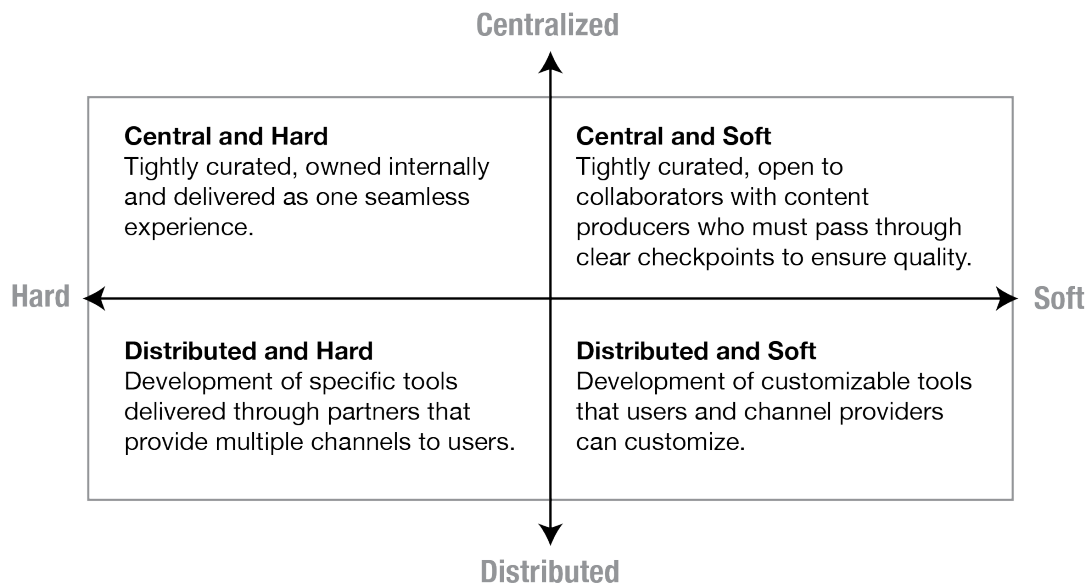 Centralized
Central and Hard
Tightly curated, owned internally
and delivered as one seamless
experience.
Central and Soft
Tightly curated, open to
collaborators with content
producers who must pass through
clear checkpoints to ensure quality.
Hard
Soft
Distributed and Hard
Development of specific tools
delivered through partners that
provide multiple channels to users.
Distributed and Soft
Development of customizable tools
that users and channel providers
can customize.
Distributed